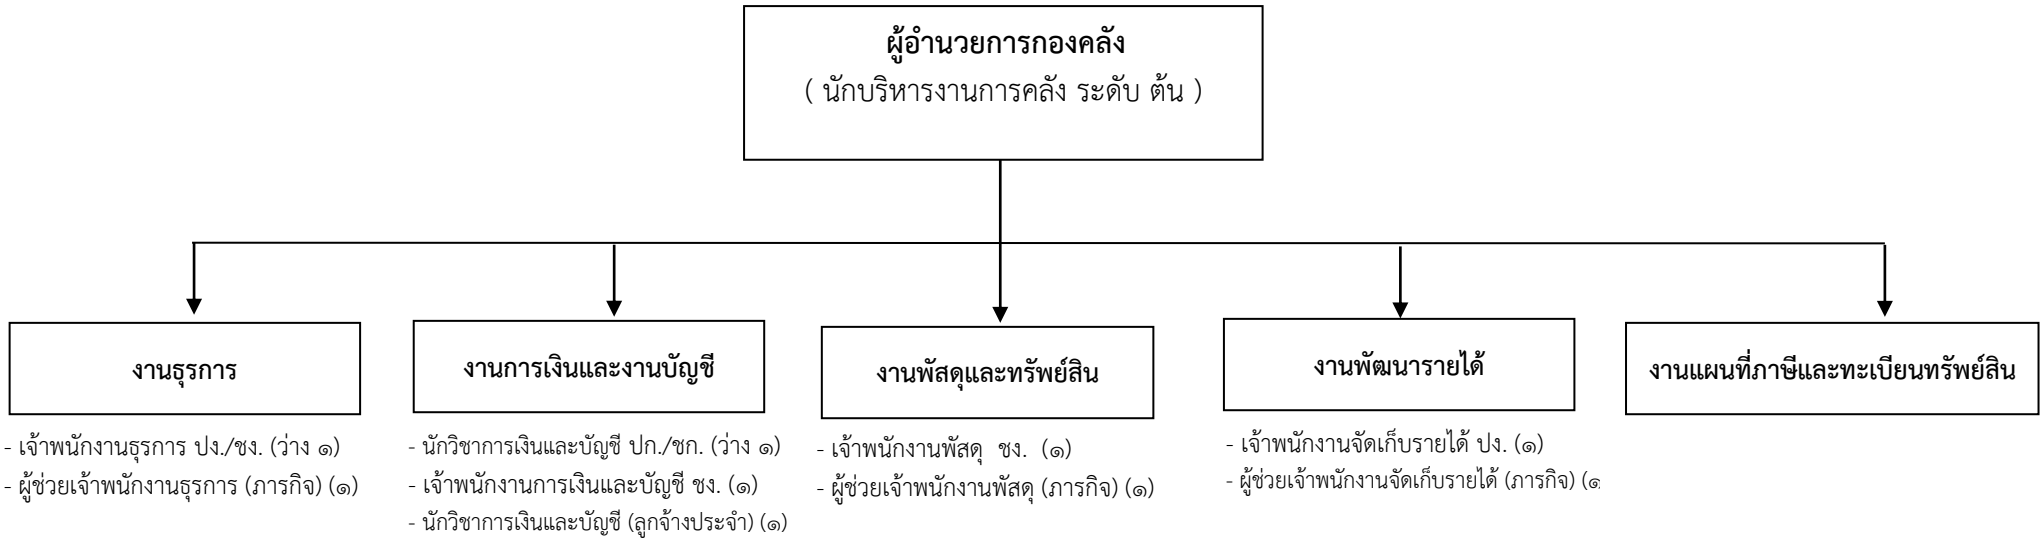 ผู้อำนวยการกองคลัง
( นักบริหารงานการคลัง ระดับ ต้น )
งานธุรการ
- เจ้าพนักงานธุรการ ปง./ชง. (ว่าง ๑)
- ผู้ช่วยเจ้าพนักงานธุรการ (ภารกิจ) (๑)
งานการเงินและงานบัญชี
- นักวิชาการเงินและบัญชี ปก./ชก. (ว่าง ๑)
- เจ้าพนักงานการเงินและบัญชี ชง. (๑)
- นักวิชาการเงินและบัญชี (ลูกจ้างประจำ) (๑)
งานพัสดุและทรัพย์สิน
- เจ้าพนักงานพัสดุ ชง. (๑)
- ผู้ช่วยเจ้าพนักงานพัสดุ (ภารกิจ) (๑)
งานพัฒนารายได้
- เจ้าพนักงานจัดเก็บรายได้ ปง. (๑)
- ผู้ช่วยเจ้าพนักงานจัดเก็บรายได้ (ภารกิจ) (๑
งานแผนที่ภาษีและทะเบียนทรัพย์สิน